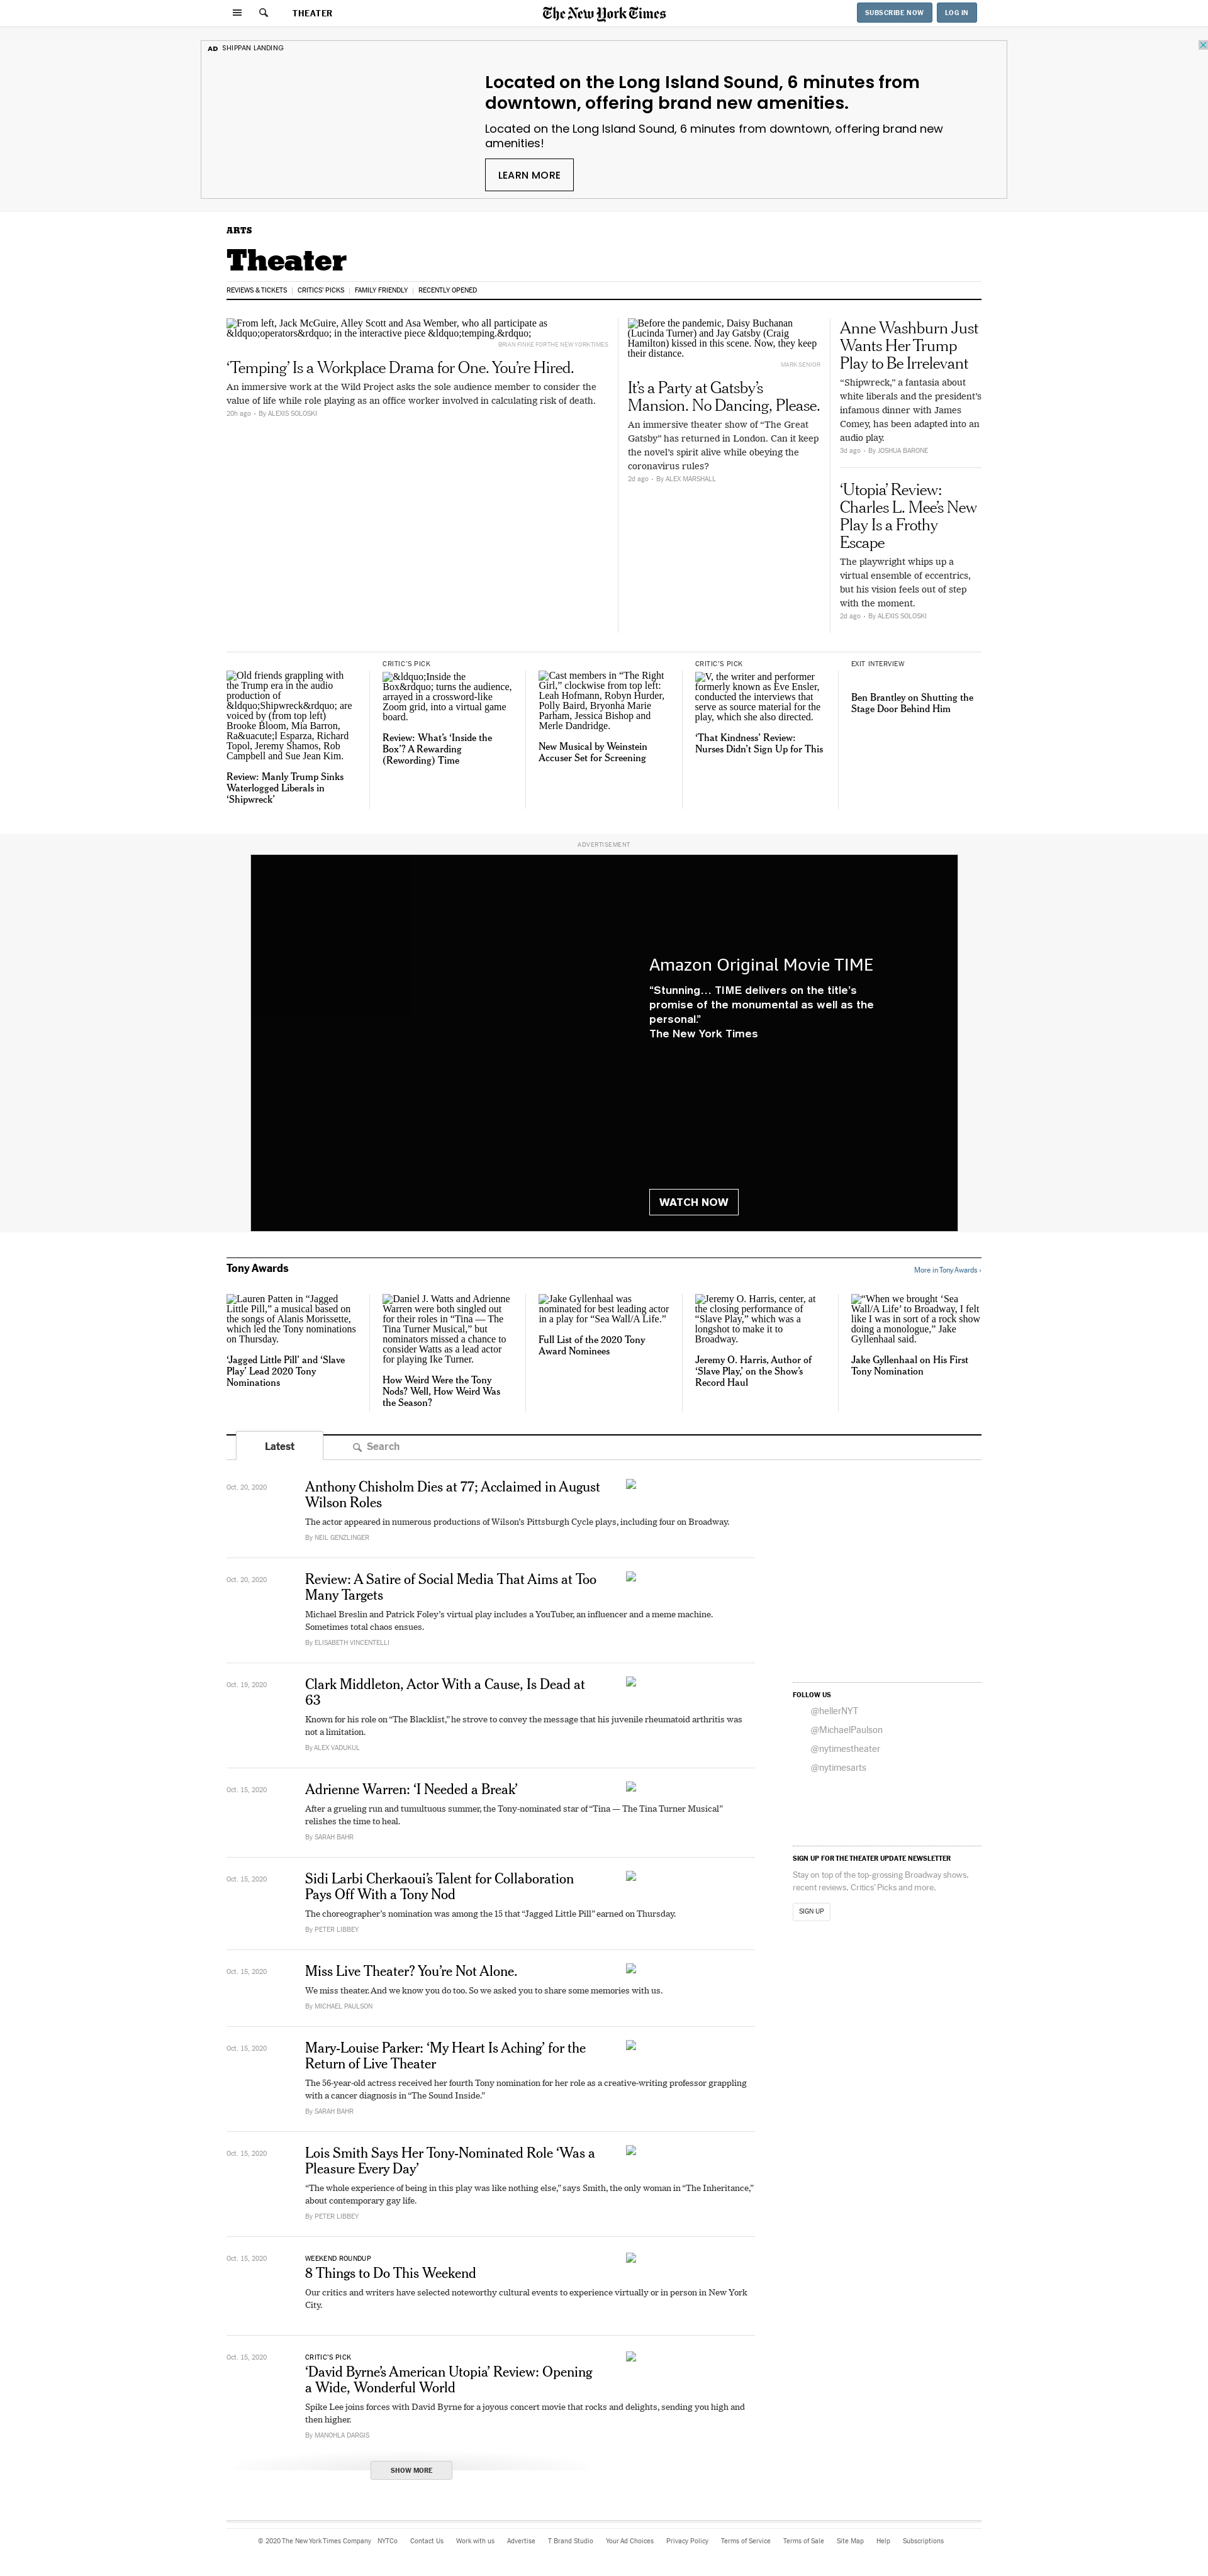 THEATER
The New York Times
SUBSCRIBE NOW
LOG IN
AD SHIPPAN LANDING
Located on the Long Island Sound, 6 minutes from
downtown, offering brand new amenities.
Located on the Long Island Sound, 6 minutes from downtown, offering brand new
amenities!
LEARN MORE
ARTS
Theater
REVIEWS & TICKETS | CRITICS' PICKS | FAMILY FRIENDLY | RECENTLY OPENED
From left, Jack McGuire, Alley Scott and Asa Wember, who all participate as
&ldquo;operators&rdquo; in the interactive piece &ldquo;temping.&rdquo;
BRIAN FINKE FOR THE NEW YORK TIMES
‘Temping’ Is a Workplace Drama for One. You’re Hired.
An immersive work at the Wild Project asks the sole audience member to consider the
value of life while role playing as an office worker involved in calculating risk of death.
20h ago • By ALEXIS SOLOSKI
Before the pandemic, Daisy Buchanan
(Lucinda Turner) and Jay Gatsby (Craig
Hamilton) kissed in this scene. Now, they keep
their distance.
MARK SENIOR
It’s a Party at Gatsby’s
Mansion. No Dancing, Please.
An immersive theater show of “The Great
Gatsby” has returned in London. Can it keep
the novel’s spirit alive while obeying the
coronavirus rules?
2d ago • By ALEX MARSHALL
Anne Washburn Just
Wants Her Trump
Play to Be Irrelevant
“Shipwreck,” a fantasia about
white liberals and the president’s
infamous dinner with James
Comey, has been adapted into an
audio play.
3d ago • By JOSHUA BARONE
‘Utopia’ Review:
Charles L. Mee’s New
Play Is a Frothy
Escape
The playwright whips up a
virtual ensemble of eccentrics,
but his vision feels out of step
with the moment.
2d ago • By ALEXIS SOLOSKI
Old friends grappling with
the Trump era in the audio
production of
&ldquo;Shipwreck&rdquo; are
voiced by (from top left)
Brooke Bloom, Mia Barron,
Ra&uacute;l Esparza, Richard
Topol, Jeremy Shamos, Rob
Campbell and Sue Jean Kim.
Review: Manly Trump Sinks
Waterlogged Liberals in
‘Shipwreck’
CRITIC’S PICK
&ldquo;Inside the
Box&rdquo; turns the audience,
arrayed in a crossword-like
Zoom grid, into a virtual game
board.
Review: What’s ‘Inside the
Box’? A Rewarding
(Rewording) Time
Cast members in “The Right
Girl,” clockwise from top left:
Leah Hofmann, Robyn Hurder,
Polly Baird, Bryonha Marie
Parham, Jessica Bishop and
Merle Dandridge.
New Musical by Weinstein
Accuser Set for Screening
CRITIC’S PICK
V, the writer and performer
formerly known as Eve Ensler,
conducted the interviews that
serve as source material for the
play, which she also directed.
‘That Kindness’ Review:
Nurses Didn’t Sign Up for This
EXIT INTERVIEW
Ben Brantley on Shutting the
Stage Door Behind Him
ADVERTISEMENT
Amazon Original Movie TIME
“Stunning... TIME delivers on the title’s
promise of the monumental as well as the
personal.”
The New York Times
WATCH NOW
Tony Awards
More in Tony Awards ›
Lauren Patten in “Jagged
Little Pill,” a musical based on
the songs of Alanis Morissette,
which led the Tony nominations
on Thursday.
‘Jagged Little Pill’ and ‘Slave
Play’ Lead 2020 Tony
Nominations
Daniel J. Watts and Adrienne
Warren were both singled out
for their roles in “Tina — The
Tina Turner Musical,” but
nominators missed a chance to
consider Watts as a lead actor
for playing Ike Turner.
How Weird Were the Tony
Nods? Well, How Weird Was
the Season?
Jake Gyllenhaal was
nominated for best leading actor
in a play for “Sea Wall/A Life.”
Full List of the 2020 Tony
Award Nominees
Jeremy O. Harris, center, at
the closing performance of
“Slave Play,” which was a
longshot to make it to
Broadway.
Jeremy O. Harris, Author of
‘Slave Play,’ on the Show’s
Record Haul
“When we brought ‘Sea
Wall/A Life’ to Broadway, I felt
like I was in sort of a rock show
doing a monologue,” Jake
Gyllenhaal said.
Jake Gyllenhaal on His First
Tony Nomination
Latest
Search
Oct. 20, 2020
Anthony Chisholm Dies at 77; Acclaimed in August
Wilson Roles
The actor appeared in numerous productions of Wilson’s Pittsburgh Cycle plays, including four on Broadway.
By NEIL GENZLINGER
Oct. 20, 2020
Review: A Satire of Social Media That Aims at Too
Many Targets
Michael Breslin and Patrick Foley’s virtual play includes a YouTuber, an influencer and a meme machine.
Sometimes total chaos ensues.
By ELISABETH VINCENTELLI
Oct. 19, 2020
Clark Middleton, Actor With a Cause, Is Dead at
63
Known for his role on “The Blacklist,” he strove to convey the message that his juvenile rheumatoid arthritis was
not a limitation.
By ALEX VADUKUL
Oct. 15, 2020
Adrienne Warren: ‘I Needed a Break’
After a grueling run and tumultuous summer, the Tony-nominated star of “Tina — The Tina Turner Musical”
relishes the time to heal.
By SARAH BAHR
Oct. 15, 2020
Sidi Larbi Cherkaoui’s Talent for Collaboration
Pays Off With a Tony Nod
The choreographer’s nomination was among the 15 that “Jagged Little Pill” earned on Thursday.
By PETER LIBBEY
Oct. 15, 2020
Miss Live Theater? You’re Not Alone.
We miss theater. And we know you do too. So we asked you to share some memories with us.
By MICHAEL PAULSON
Oct. 15, 2020
Mary-Louise Parker: ‘My Heart Is Aching’ for the
Return of Live Theater
The 56-year-old actress received her fourth Tony nomination for her role as a creative-writing professor grappling
with a cancer diagnosis in “The Sound Inside.”
By SARAH BAHR
Oct. 15, 2020
Lois Smith Says Her Tony-Nominated Role ‘Was a
Pleasure Every Day’
“The whole experience of being in this play was like nothing else,” says Smith, the only woman in “The Inheritance,”
about contemporary gay life.
By PETER LIBBEY
Oct. 15, 2020
WEEKEND ROUNDUP
8 Things to Do This Weekend
Our critics and writers have selected noteworthy cultural events to experience virtually or in person in New York
City.
Oct. 15, 2020
CRITIC’S PICK
‘David Byrne’s American Utopia’ Review: Opening
a Wide, Wonderful World
Spike Lee joins forces with David Byrne for a joyous concert movie that rocks and delights, sending you high and
then higher.
By MANOHLA DARGIS
SHOW MORE
FOLLOW US
@hellerNYT
@MichaelPaulson
@nytimestheater
@nytimesarts
SIGN UP FOR THE THEATER UPDATE NEWSLETTER
Stay on top of the top-grossing Broadway shows,
recent reviews, Critics’ Picks and more.
SIGN UP
© 2020 The New York Times Company NYTCo Contact Us Work with us Advertise T Brand Studio Your Ad Choices Privacy Policy Terms of Service Terms of Sale Site Map Help Subscriptions